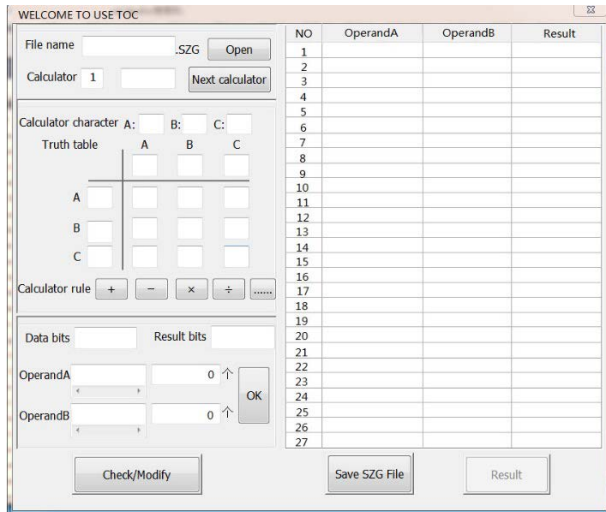 WELCOME TO USE TOC
File name .SZG Open
Calculator 1 Next calculator
Calculator character A: B: C:
Truth table A B C
A
B
C
Calculator rule + − × ÷ ......
Data bits Result bits
OperandA 0 个
OK
OperandB 0 个
Check/Modify
NO OperandA OperandB Result
1
2
3
4
5
6
7
8
9
10
11
12
13
14
15
16
17
18
19
20
21
22
23
24
25
26
27
Save SZG File Result